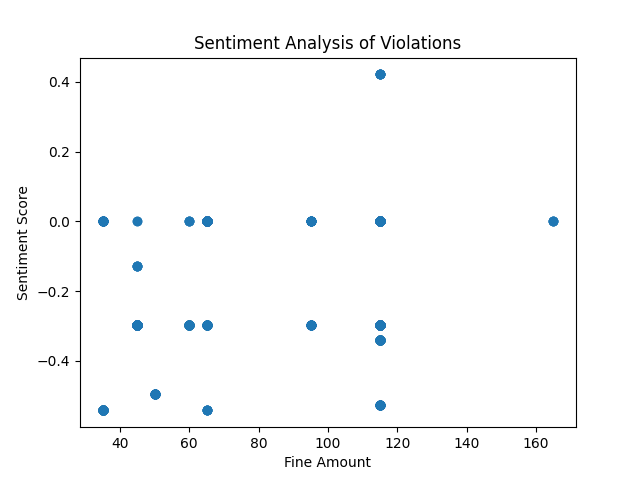 Sentiment Analysis of Violations
0.4
0.2
0.0
−0.2
−0.4
Sentiment Score
40 60 80 100 120 140 160
Fine Amount